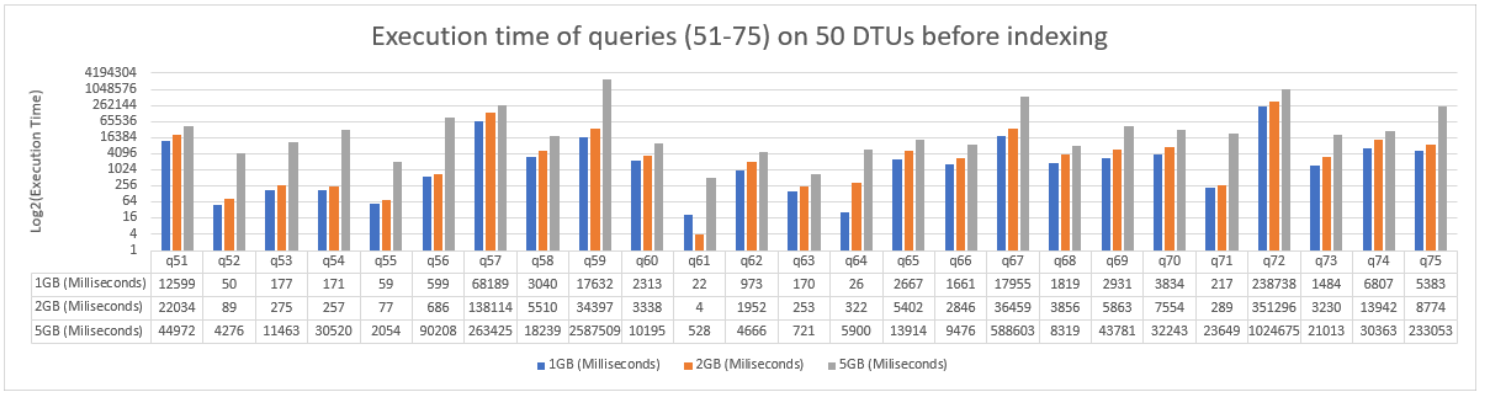 Execution time of queries (51-75) on 50 DTUs before indexing
Log2(Execution Time)
4194304
1048576
262144
65536
16384
4096
1024
256
64
16
4
1
q51 q52 q53 q54 q55 q56 q57 q58 q59 q60 q61 q62 q63 q64 q65 q66 q67 q68 q69 q70 q71 q72 q73 q74 q75
1GB (Milliseconds) 12599 50 177 171 59 599 68189 3040 17632 2313 22 973 170 26 2667 1661 17955 1819 2931 3834 217 238738 1484 6807 5383
2GB (Miliseconds) 22034 89 275 257 77 686 138114 5510 34397 3338 4 1952 253 322 5402 2846 36459 3856 5863 7554 289 351296 3230 13942 8774
5GB (Miliseconds) 44972 4276 11463 30520 2054 90208 263425 18239 2587509 10195 528 4666 721 5900 13914 9476 588603 8319 43781 32243 23649 1024675 21013 30363 233053
1GB (Milliseconds) 2GB (Miliseconds) 5GB (Miliseconds)